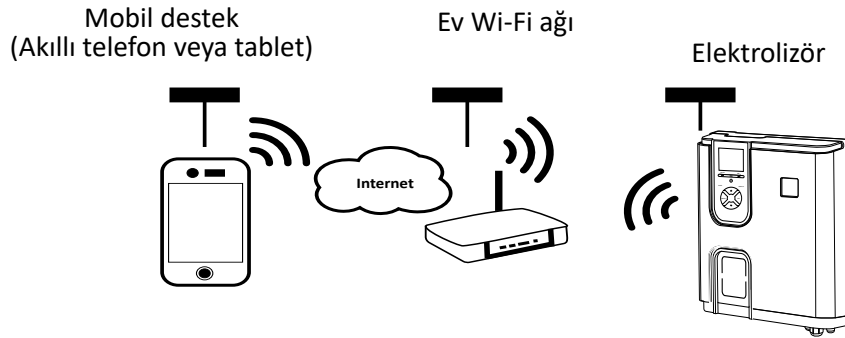 Mobil destek
(Akıllı telefon veya tablet)
Ev Wi-Fi ağı
Elektrolizör
Internet